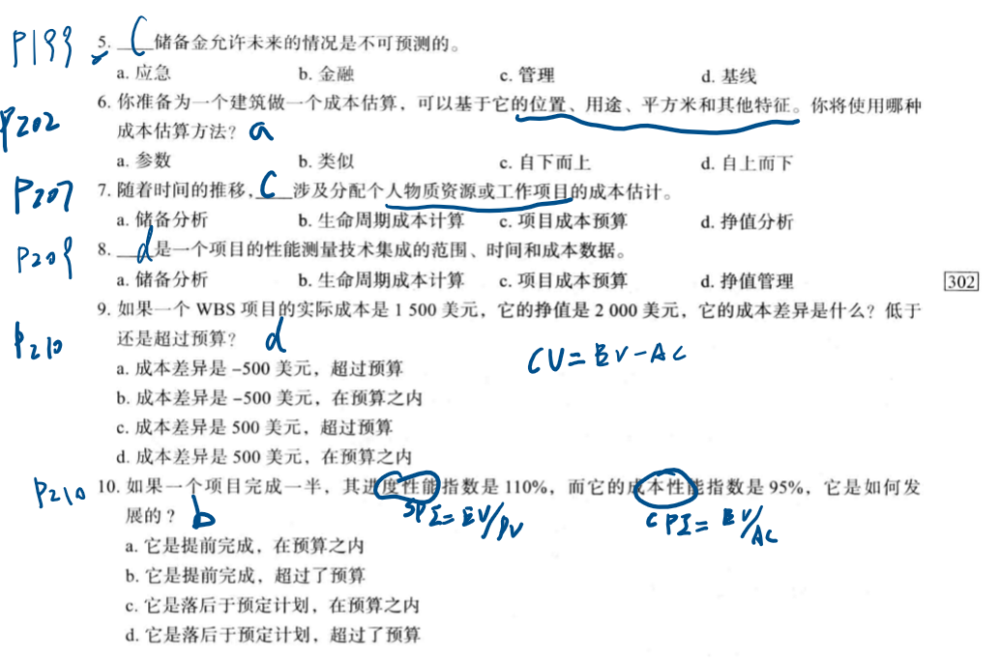 P199 5. C 储备金允许未来的情况是不可预测的。
a. 应急 b. 金融 c. 管理 d. 基线
P202 6. 你准备为一个建筑做一个成本估算，可以基于它的位置、用途、平方米和其他特征。你将使用哪种
成本估算方法？ a
a. 参数 b. 类似 c. 自下而上 d. 自上而下
P207 7. 随着时间的推移，C 涉及分配个人物质资源或工作项目的成本估计。
a. 储备分析 b. 生命周期成本计算 c. 项目成本预算 d. 挣值分析
P209 8. d 是一个项目的性能测量技术集成的范围、时间和成本数据。
a. 储备分析 b. 生命周期成本计算 c. 项目成本预算 d. 挣值管理 302
9. 如果一个 WBS 项目的实际成本是 1 500 美元，它的挣值是 2 000 美元，它的成本差异是什么？低于
P210 还是超过预算？ d
CV=EV-AC
a. 成本差异是 –500 美元，超过预算
b. 成本差异是 –500 美元，在预算之内
c. 成本差异是 500 美元，超过预算
d. 成本差异是 500 美元，在预算之内
P210 10. 如果一个项目完成一半，其进度性能指数是 110%，而它的成本性能指数是 95%，它是如何发
展的？ b SPI=EV/PV CPI=EV/AC
a. 它是提前完成，在预算之内
b. 它是提前完成，超过了预算
c. 它是落后于预定计划，在预算之内
d. 它是落后于预定计划，超过了预算